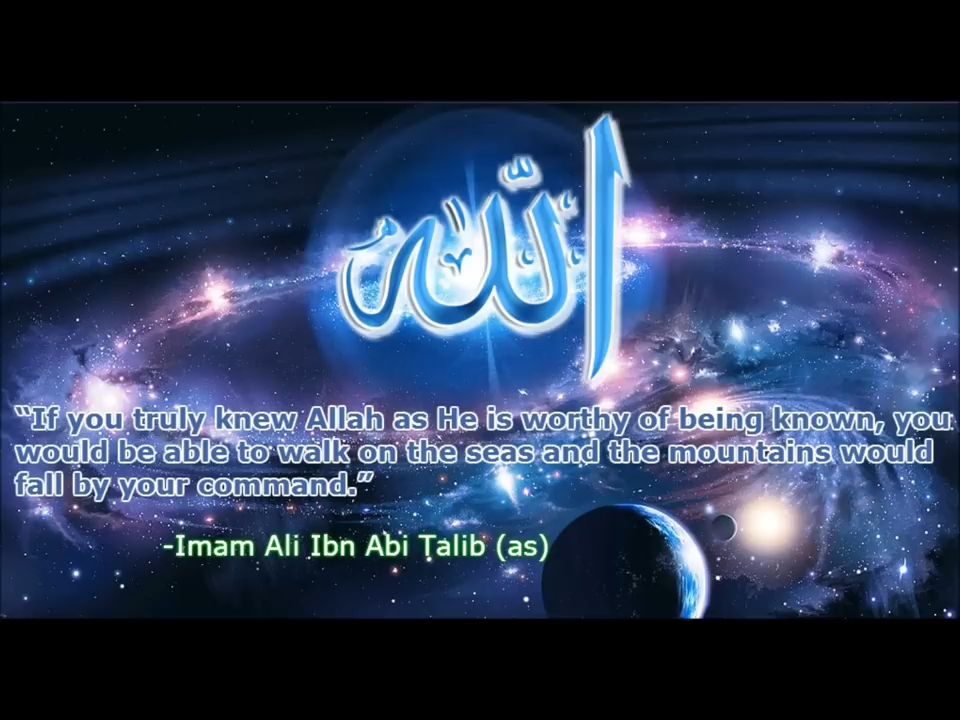 الله
“If you truly knew Allah as He is worthy of being known, you
would be able to walk on the seas and the mountains would
fall by your command.”
-Imam Ali Ibn Abi Talib (as)